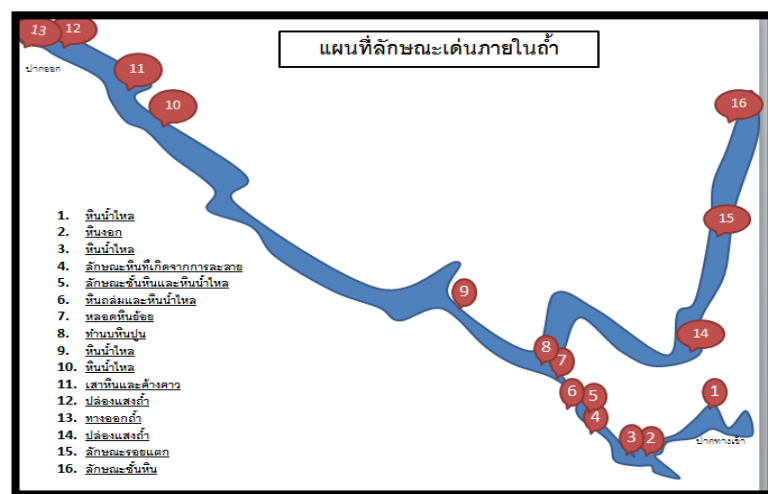 แผนที่ลักษณะเด่นภายในถ้ำ
13
12
ปากออก
11
10
16
15
14
9
8
7
6
5
4
3
2
1
ปากทางเข้า
1. หินน้ำไหล
2. หินงอก
3. หินน้ำไหล
4. ลักษณะหินที่เกิดจากการละลาย
5. ลักษณะชั้นหินและหินน้ำไหล
6. หินถล่มและหินน้ำไหล
7. หลอดหินย้อย
8. ทำนบหินปูน
9. หินน้ำไหล
10. หินน้ำไหล
11. เสาหินและค้างคาว
12. ปล่องแสงถ้ำ
13. ทางออกถ้ำ
14. ปล่องแสงถ้ำ
15. ลักษณะรอยแตก
16. ลักษณะชั้นหิน